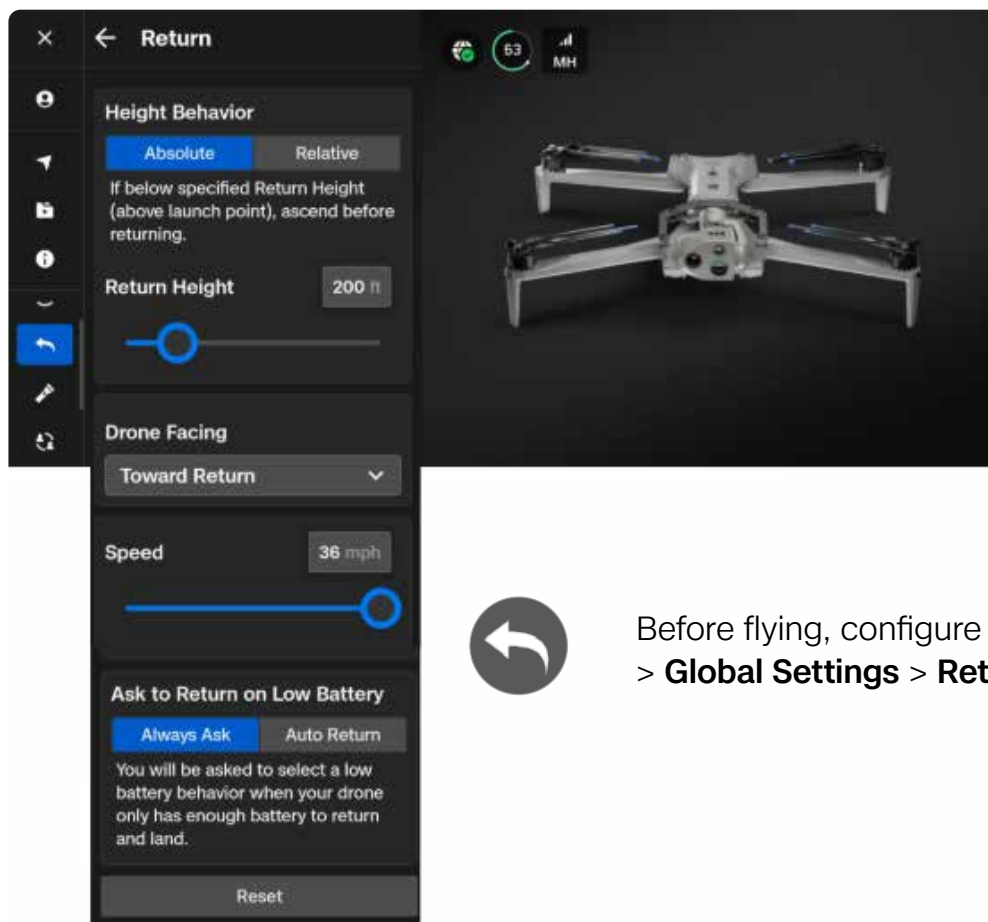 Return
63
MH
Height Behavior
Absolute Relative
If below specified Return Height
(above launch point), ascend before
returning.
Return Height 200 ft
Drone Facing
Toward Return
Speed 36 mph
Before flying, configure
> Global Settings > Ret
Ask to Return on Low Battery
Always Ask Auto Return
You will be asked to select a low
battery behavior when your drone
only has enough battery to return
and land.
Reset